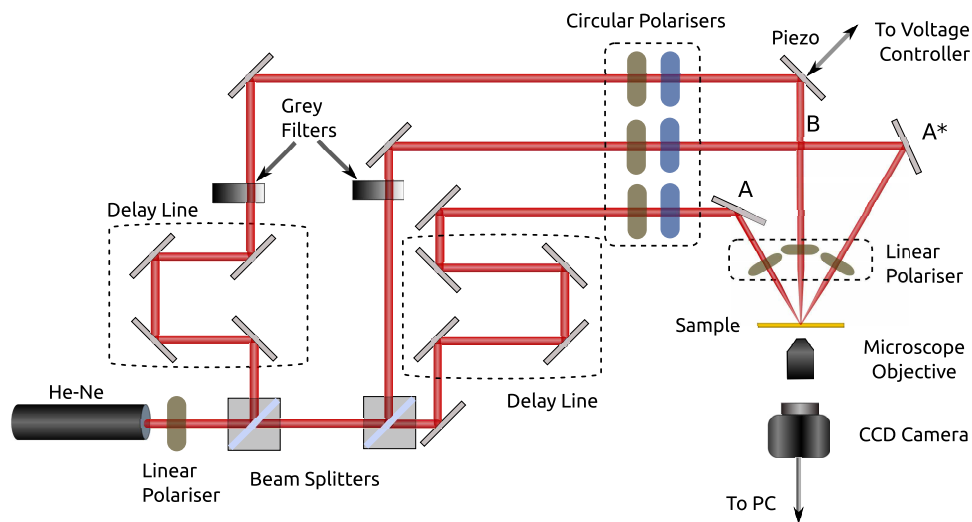 Circular Polarisers
Piezo
To Voltage
Controller
Grey
Filters
B
A*
A
Delay Line
Linear
Polariser
Sample
Microscope
Objective
He-Ne
Delay Line
CCD Camera
Linear
Polariser
Beam Splitters
To PC